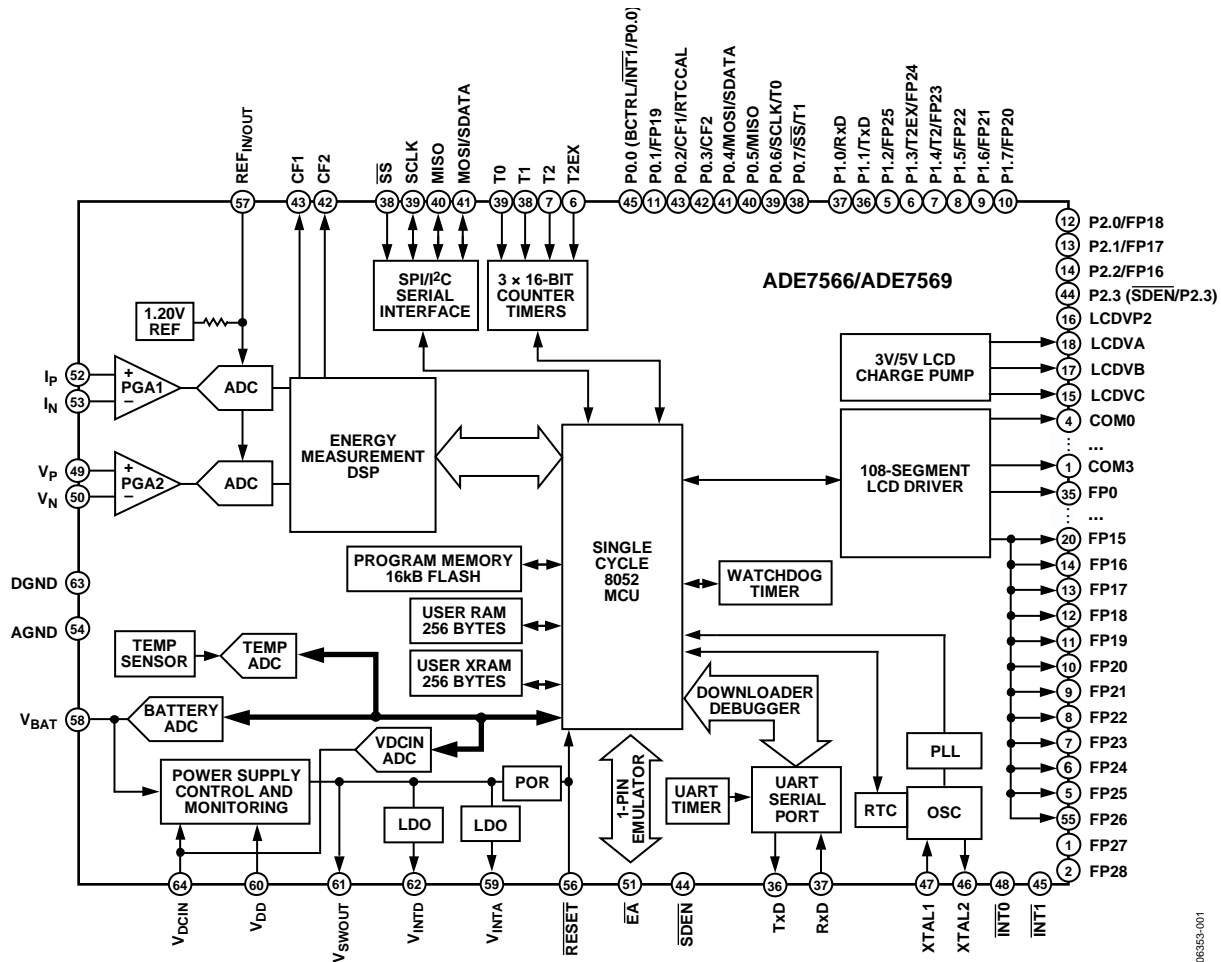 REFIN/OUT
CF1
CF2
SS
SCLK
MISO
MOSI/SDATA
T0
T1
T2
T2EX
P0.0 (BCTRL/INT1/P0.0)
P0.1/FP19
P0.2/CF1/RTCCAL
P0.3/CF2
P0.4/MOSI/SDATA
P0.5/MISO
P0.6/SCLK/T0
P0.7/SS/T1
P1.0/RxD
P1.1/TxD
P1.2/FP25
P1.3/T2EX/FP24
P1.4/T2/FP23
P1.5/FP22
P1.6/FP21
P1.7/FP20
57
43
42
38
39
40
41
39
38
7
6
45
11
43
42
41
40
39
38
37
36
5
6
7
8
9
10
12 P2.0/FP18
13 P2.1/FP17
14 P2.2/FP16
44 P2.3 (SDEN/P2.3)
16 LCDVP2
18 LCDVA
17 LCDVB
15 LCDVC
4 COM0
...
1 COM3
35 FP0
...
20 FP15
14 FP16
13 FP17
12 FP18
11 FP19
10 FP20
9 FP21
8 FP22
7 FP23
6 FP24
5 FP25
55 FP26
1 FP27
2 FP28
ADE7566/ADE7569
SPI/I2C
SERIAL
INTERFACE
3 × 16-BIT
COUNTER
TIMERS
1.20V
REF
IP 52
IN 53
+
PGA1
–
ADC
VP 49
VN 50
+
PGA2
–
ADC
ENERGY
MEASUREMENT
DSP
3V/5V LCD
CHARGE PUMP
108-SEGMENT
LCD DRIVER
SINGLE
CYCLE
8052
MCU
PROGRAM MEMORY
16kB FLASH
WATCHDOG
TIMER
USER RAM
256 BYTES
USER XRAM
256 BYTES
DGND 63
AGND 54
TEMP
SENSOR
TEMP
ADC
VBAT 58
BATTERY
ADC
VDCIN
ADC
POWER SUPPLY
CONTROL AND
MONITORING
LDO
LDO
POR
DOWNLOADER
DEBUGGER
1-PIN
EMULATOR
UART
TIMER
UART
SERIAL
PORT
PLL
RTC
OSC
64
60
61
62
59
56
51
44
36
37
47
46
48
45
VDCIN
VDD
VSWOUT
VINTD
VINTA
RESET
EA
SDEN
TxD
RxD
XTAL1
XTAL2
INT0
INT1
06353-001